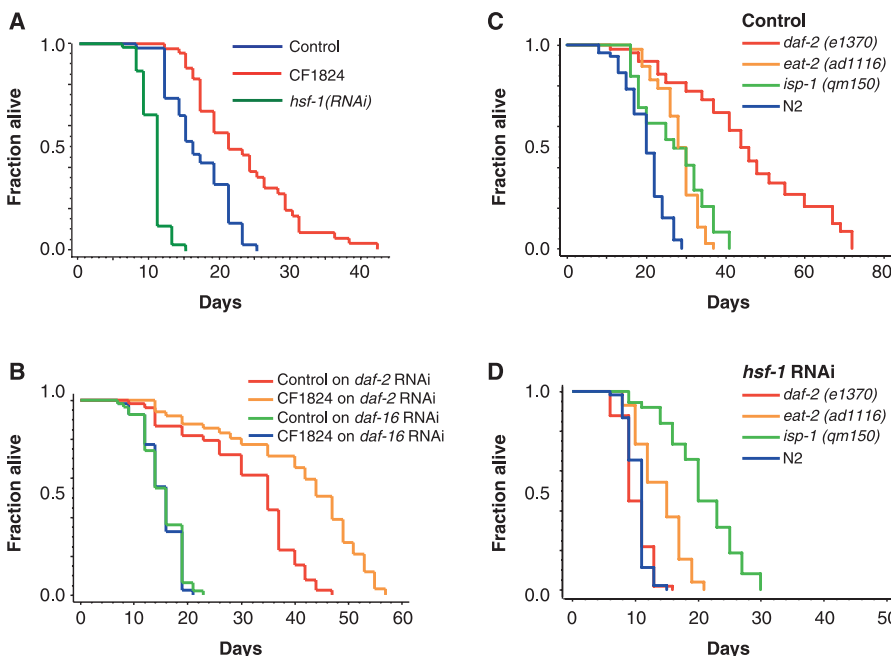 A
Fraction alive
1.0
0.5
0.0
Control
CF1824
hsf-1(RNAi)
0 10 20 30 40
Days
B
Fraction alive
1.0
0.5
0.0
Control on daf-2 RNAi
CF1824 on daf-2 RNAi
Control on daf-16 RNAi
CF1824 on daf-16 RNAi
0 10 20 30 40 50 60
Days
C
Control
Fraction alive
1.0
0.5
0.0
daf-2 (e1370)
eat-2 (ad1116)
isp-1 (qm150)
N2
0 20 40 60 80
Days
D
hsf-1 RNAi
Fraction alive
1.0
0.5
0.0
daf-2 (e1370)
eat-2 (ad1116)
isp-1 (qm150)
N2
0 10 20 30 40 50
Days